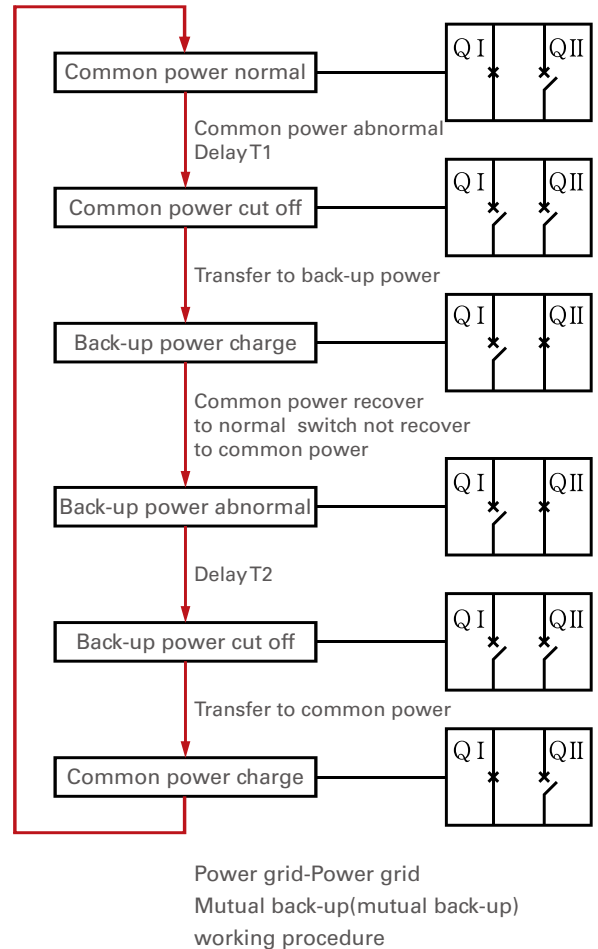 Common power normal
QI QII
Common power abnormal
Delay T1
Common power cut off
QI QII
Transfer to back-up power
Back-up power charge
QI QII
Common power recover
to normal switch not recover
to common power
Back-up power abnormal
QI QII
Delay T2
Back-up power cut off
QI QII
Transfer to common power
Common power charge
QI QII
Power grid-Power grid
Mutual back-up(mutual back-up)
working procedure